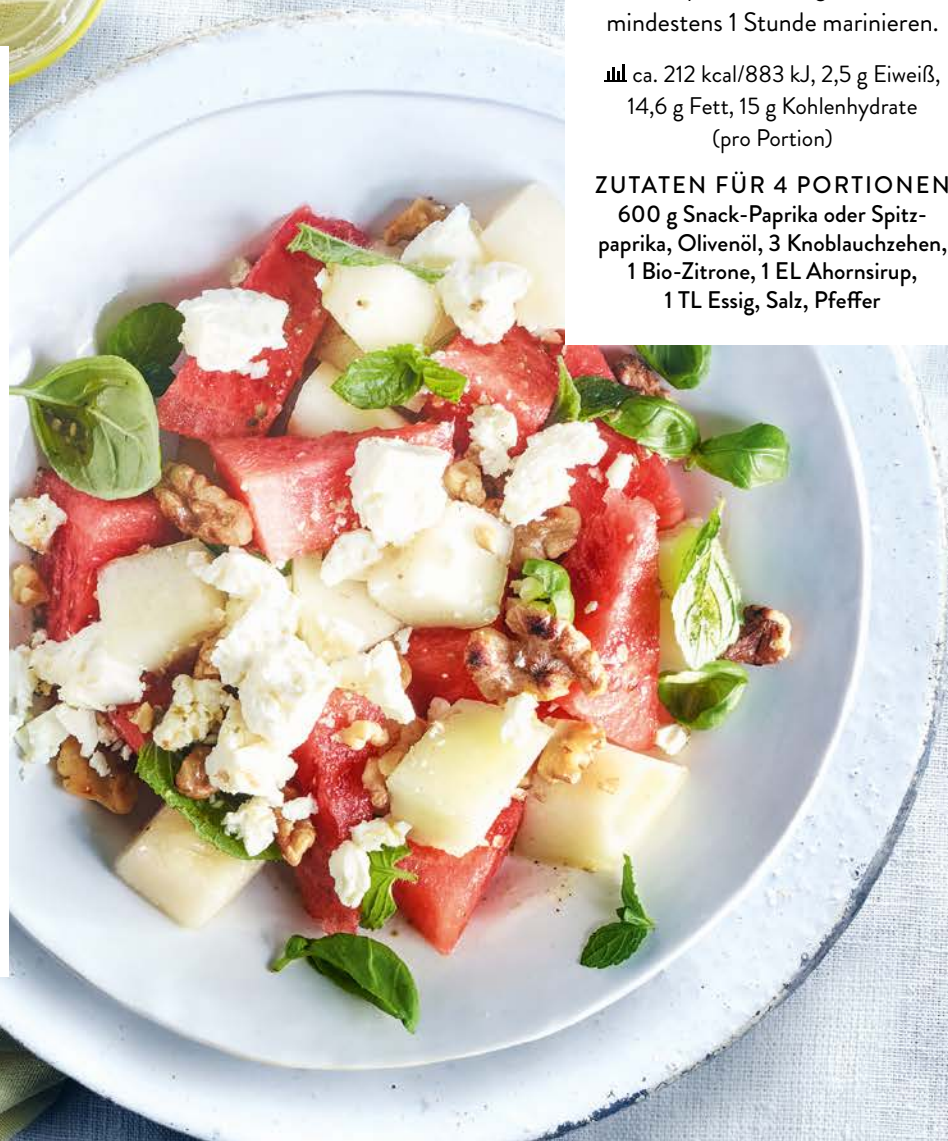 mindestens 1 Stunde marinieren.
ca. 212 kcal/883 kJ, 2,5 g Eiweiß,
14,6 g Fett, 15 g Kohlenhydrate
(pro Portion)
ZUTATEN FÜR 4 PORTIONEN
600 g Snack-Paprika oder Spitz-
paprika, Olivenöl, 3 Knoblauchzehen,
1 Bio-Zitrone, 1 EL Ahornsirup,
1 TL Essig, Salz, Pfeffer